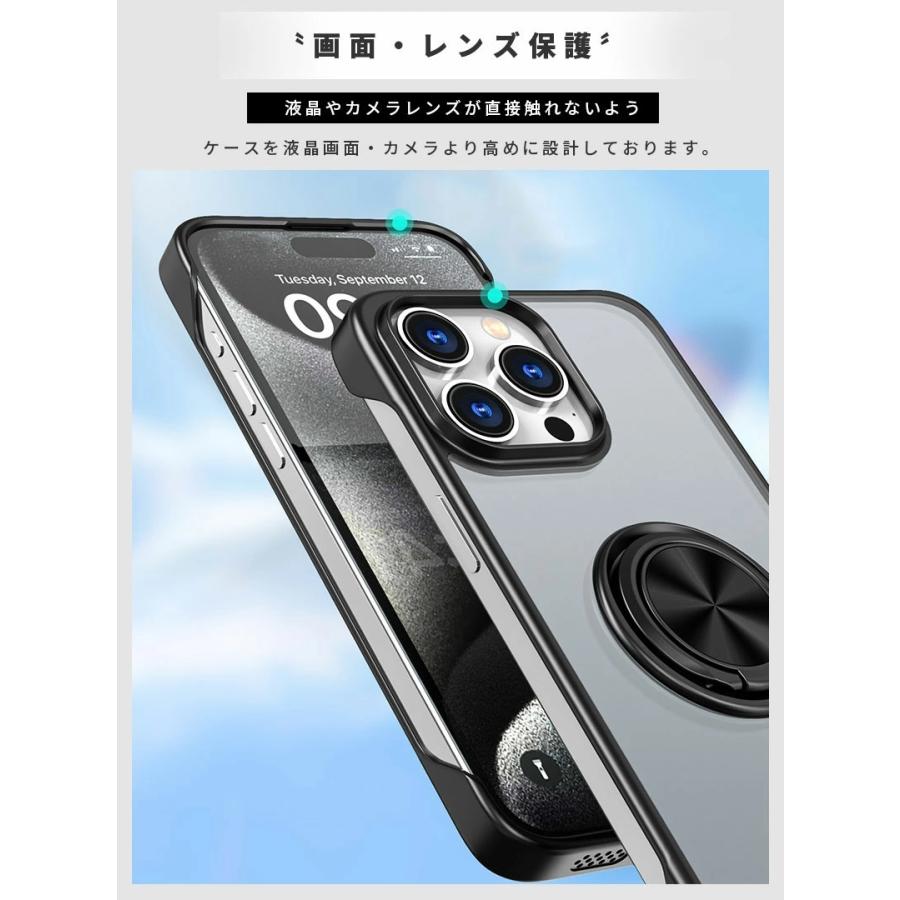 〝画面・レンズ保護〞
液晶やカメラレンズが直接触れないよう
ケースを液晶画面・カメラより高めに設計しております。
Tuesday, September 12